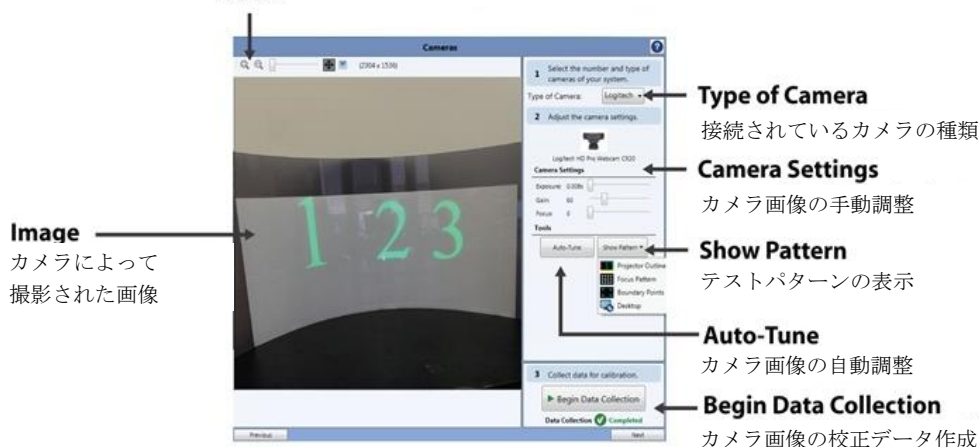 Cameras
(2304 x 1536)
1 2 3
1 Select the number and type of
cameras of your system.
Type of Camera: Logitech
2 Adjust the camera settings.
Logitech HD Pro Webcam C920
Camera Settings
Exposure: 0.008s
Gain: 60
Focus: 0
Tools
Auto-Tune Show Pattern
Projector Outline
Focus Pattern
Boundary Points
Desktop
3 Collect data for calibration.
Begin Data Collection
Data Collection Completed
Previous
Next
Image
カメラによって
撮影された画像
Type of Camera
接続されているカメラの種類
Camera Settings
カメラ画像の手動調整
Show Pattern
テストパターンの表示
Auto-Tune
カメラ画像の自動調整
Begin Data Collection
カメラ画像の校正データ作成